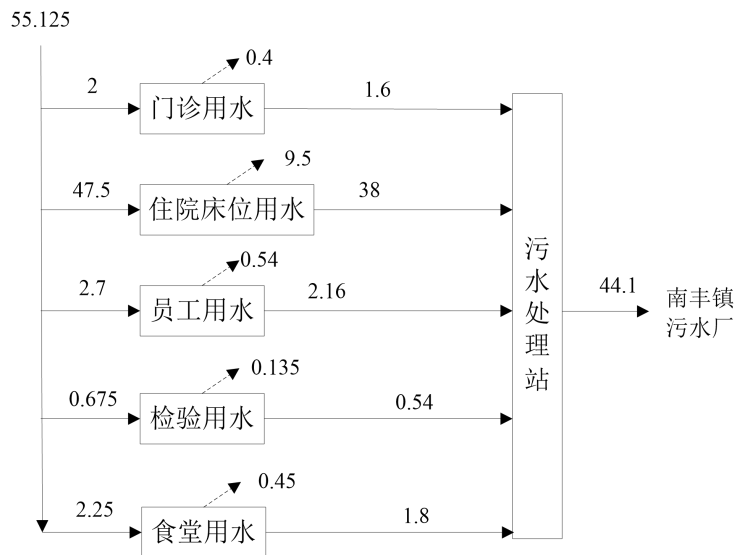 55.125
0.4
2
门诊用水
1.6
9.5
47.5
住院床位用水
38
0.54
2.7
员工用水
2.16
0.135
0.675
检验用水
0.54
0.45
2.25
食堂用水
1.8
污水处理站
44.1
南丰镇
污水厂